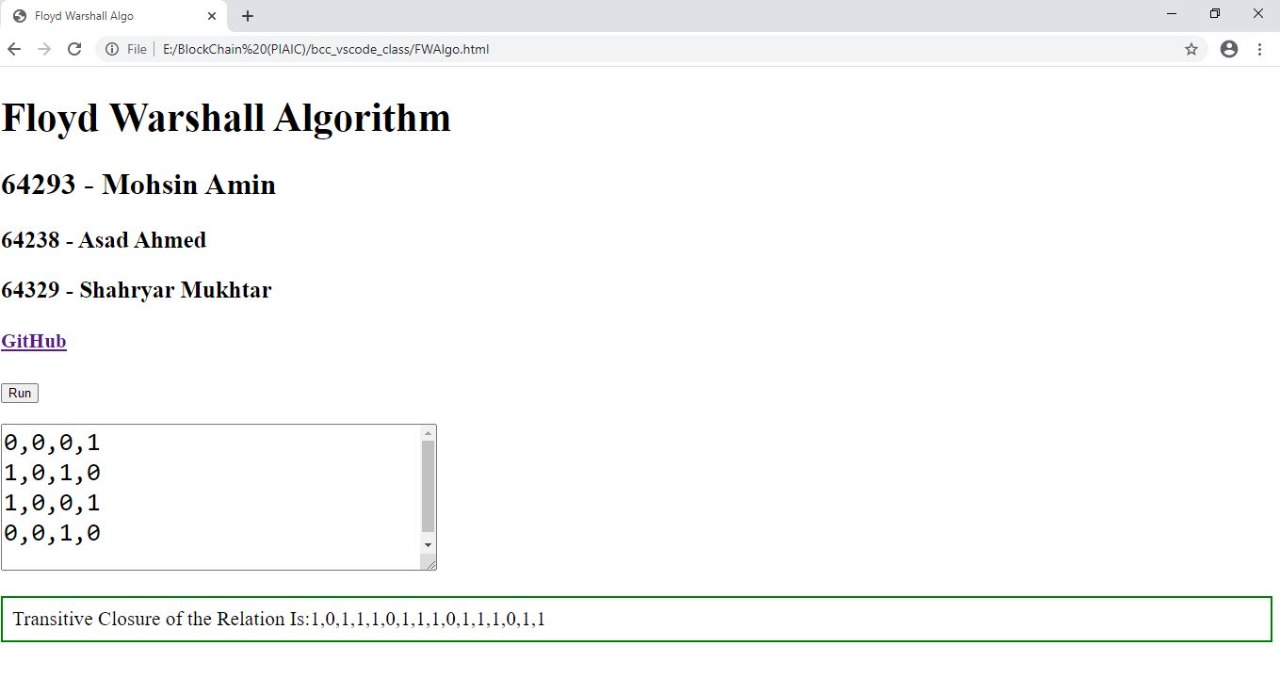 Floyd Warshall Algo
File | E:/BlockChain%20(PIAIC)/bcc_vscode_class/FWAlgo.html
Floyd Warshall Algorithm
64293 - Mohsin Amin
64238 - Asad Ahmed
64329 - Shahryar Mukhtar
GitHub
Run
0,0,0,1
1,0,1,0
1,0,0,1
0,0,1,0
Transitive Closure of the Relation Is:1,0,1,1,1,0,1,1,1,0,1,1,1,0,1,1